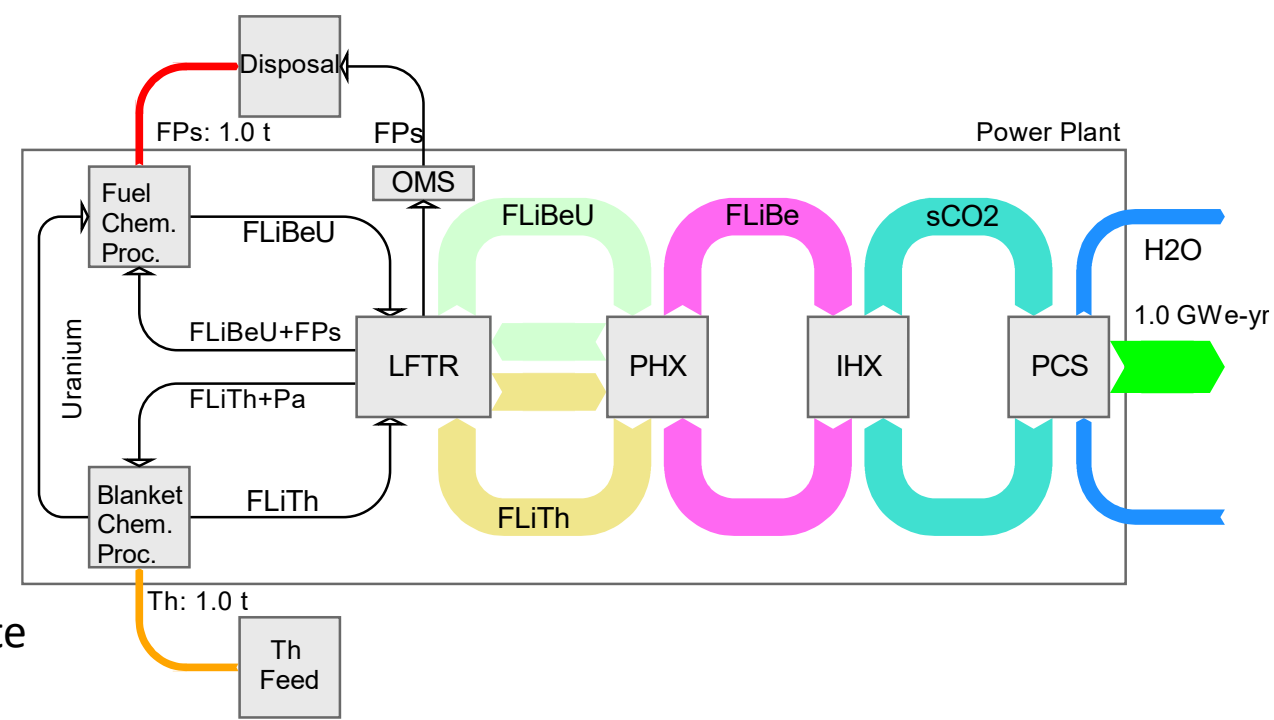 Disposal
FPs: 1.0 t
FPs
Power Plant
Fuel
Chem.
Proc.
OMS
FLiBeU
FLiBeU
FLiBe
sCO2
H2O
Uranium
FLiBeU+FPs
LFTR
PHX
IHX
PCS
1.0 GWe-yr
FLiTh+Pa
Blanket
Chem.
Proc.
FLiTh
FLiTh
Th: 1.0 t
te
Th
Feed